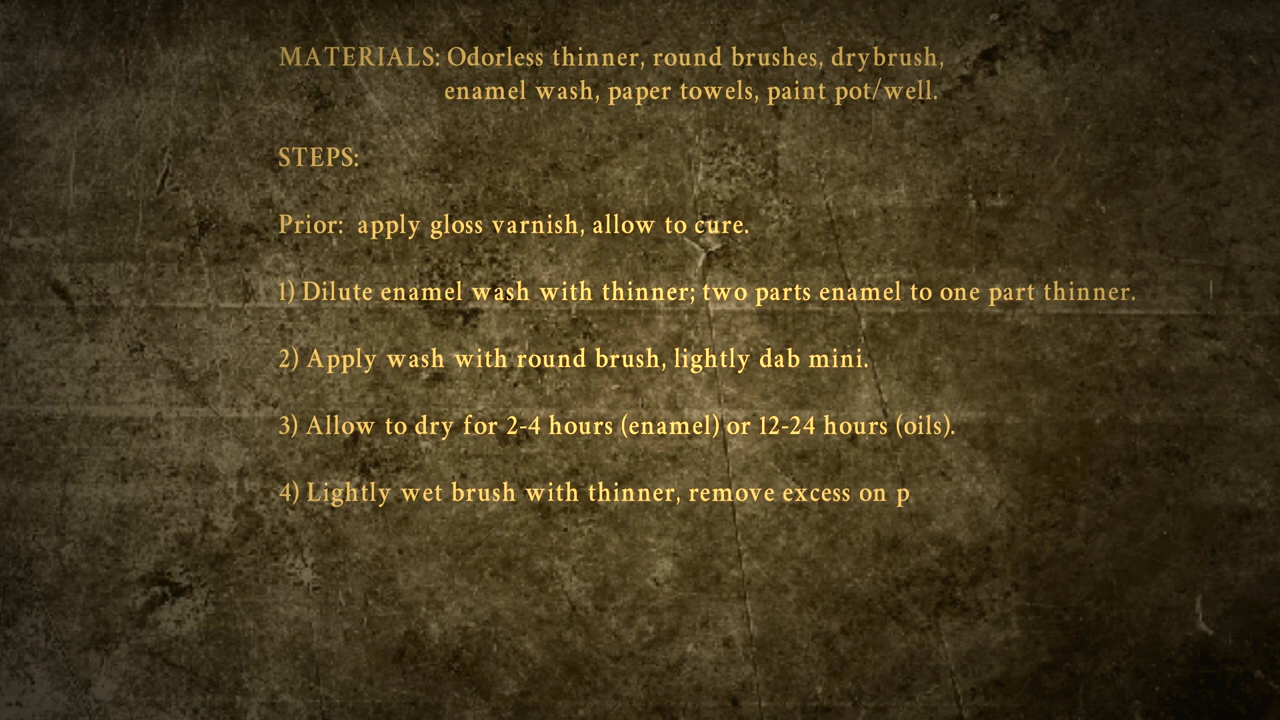 MATERIALS: Odorless thinner, round brushes, drybrush,
enamel wash, paper towels, paint pot/well.
STEPS:
Prior: apply gloss varnish, allow to cure.
1) Dilute enamel wash with thinner; two parts enamel to one part thinner.
2) Apply wash with round brush, lightly dab mini.
3) Allow to dry for 2-4 hours (enamel) or 12-24 hours (oils).
4) Lightly wet brush with thinner, remove excess on p